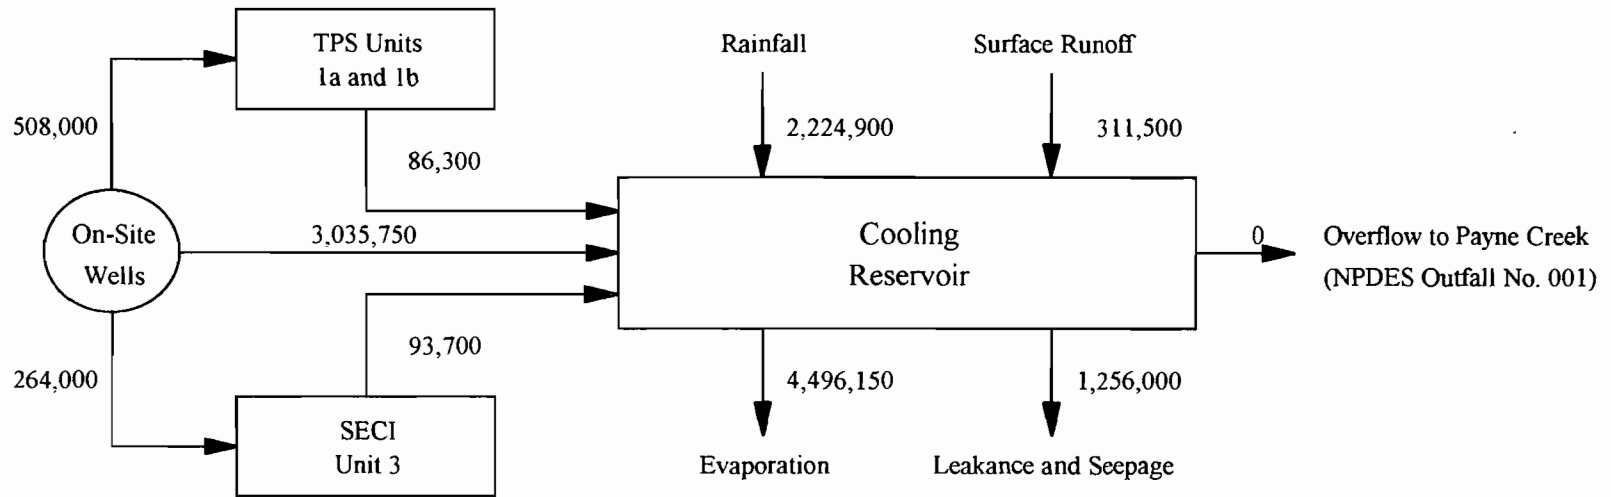 TPS Units
1a and 1b
Rainfall
Surface Runoff
508,000
86,300
2,224,900
311,500
On-Site
Wells
3,035,750
Cooling
Reservoir
0
Overflow to Payne Creek
(NPDES Outfall No. 001)
264,000
93,700
4,496,150
1,256,000
SECI
Unit 3
Evaporation
Leakance and Seepage